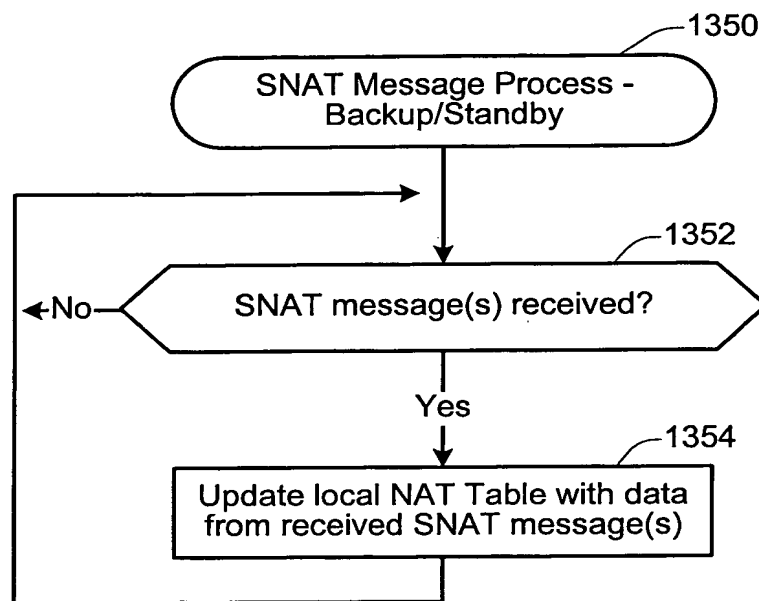 1350
SNAT Message Process -
Backup/Standby
1352
SNAT message(s) received?
No
Yes
1354
Update local NAT Table with data
from received SNAT message(s)